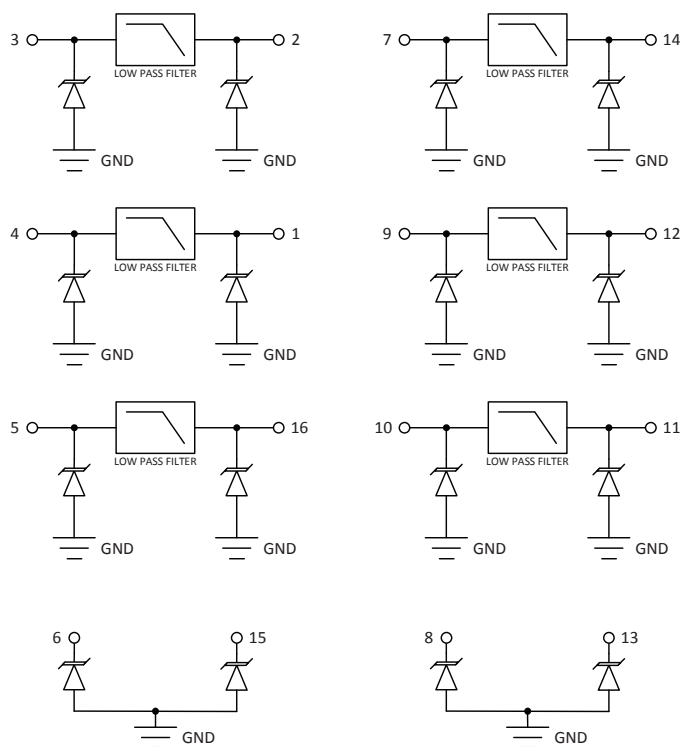 3 2 7 14
LOW PASS FILTER LOW PASS FILTER
GND GND GND GND
4 1 9 12
LOW PASS FILTER LOW PASS FILTER
GND GND GND GND
5 16 10 11
LOW PASS FILTER LOW PASS FILTER
GND GND GND GND
6 15 8 13
GND GND